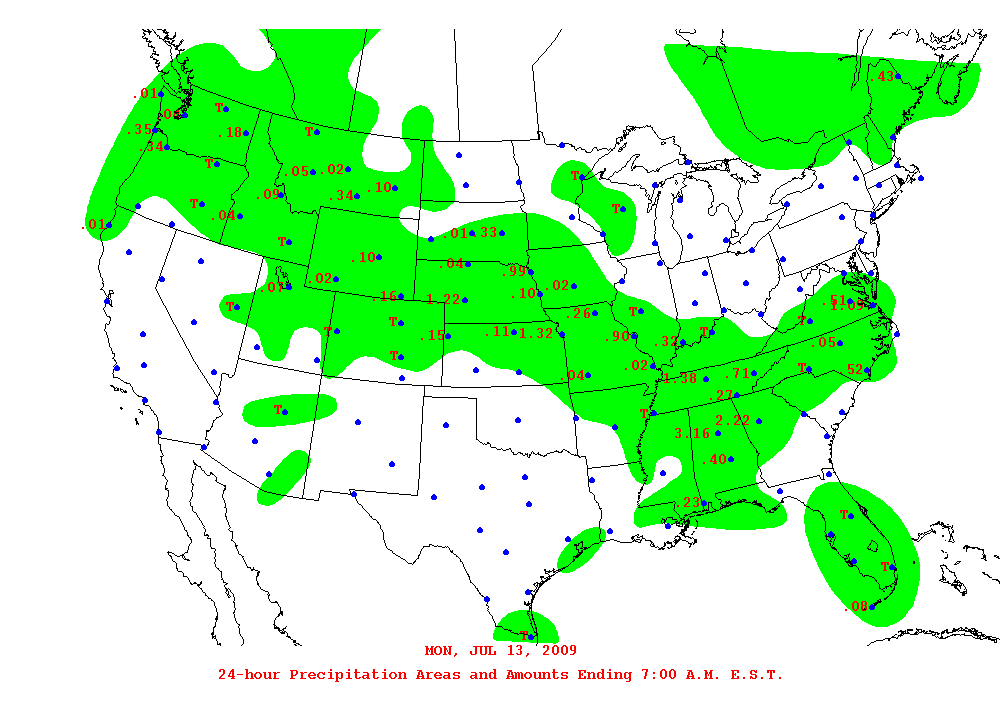 .43
.01
T
.35
.18
T
.34
T
.05 .02
T
.09
.34
.10
T
T
.04
.01
.01
.33
T
.10
.04
.99
.02
.07
.02
.16
1.22
.10
.02
.51
1.09
T
T
.26
T
T
T
.15
.11
1.32
.90
.32
T
.05
T
.04
.02
1.38
.71
T
.52
T
T
.27
2.22
3.16
.40
.23
T
T
.08
T
MON, JUL 13, 2009
24-hour Precipitation Areas and Amounts Ending 7:00 A.M. E.S.T.